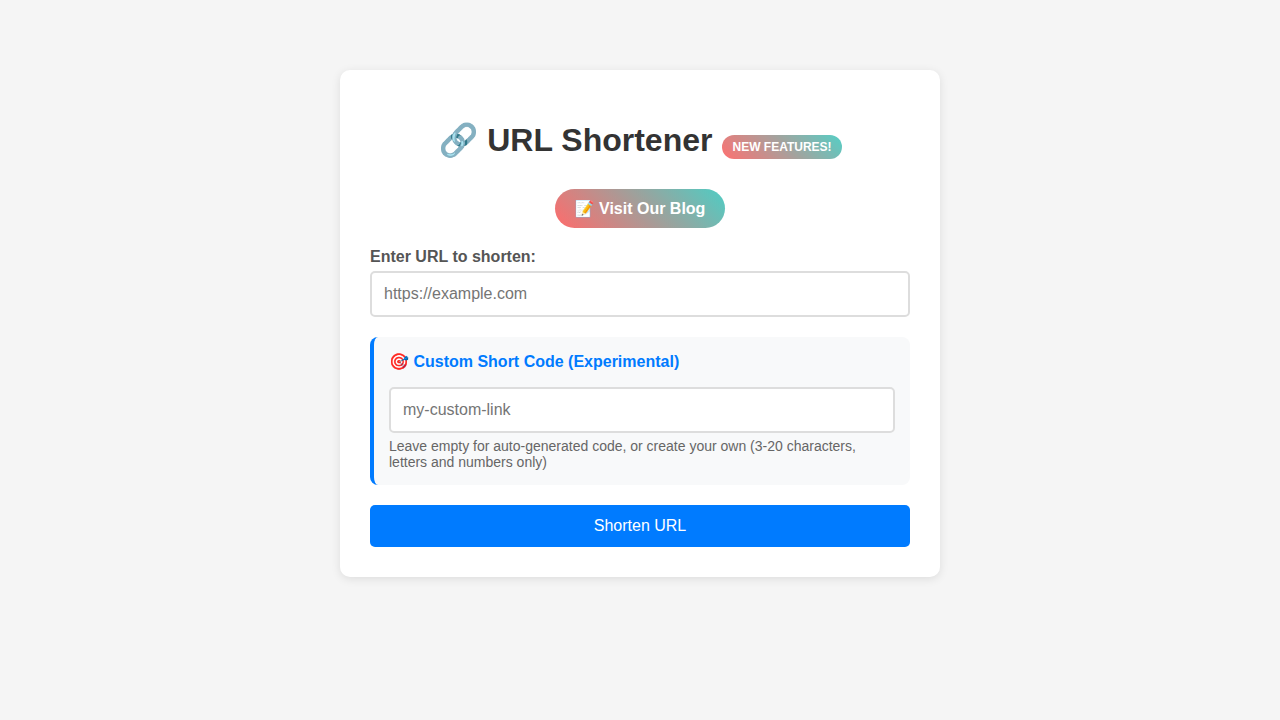 🔗 URL Shortener NEW FEATURES!
📝 Visit Our Blog
Enter URL to shorten:
https://example.com
🎯 Custom Short Code (Experimental)
my-custom-link
Leave empty for auto-generated code, or create your own (3-20 characters,
letters and numbers only)
Shorten URL